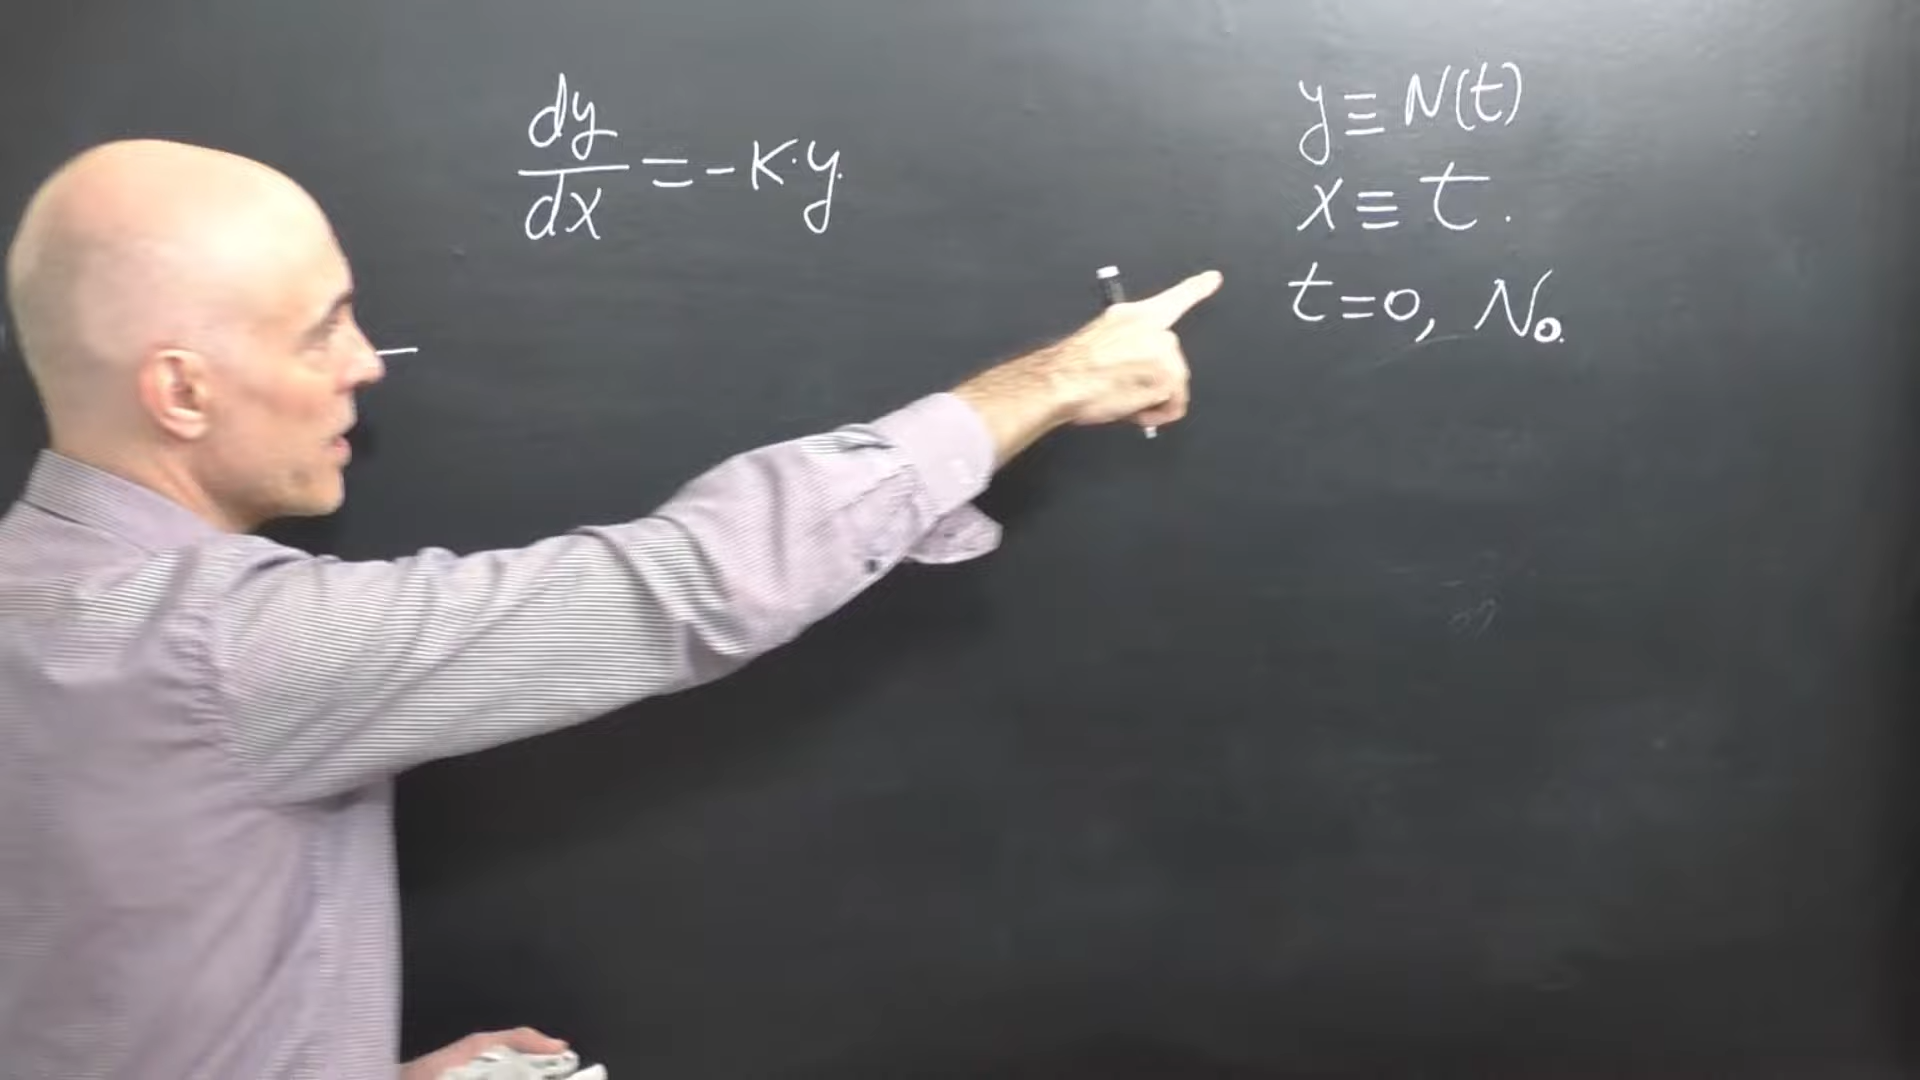 dy/dx = -K·y.
y ≡ N(t)
x ≡ t.
t=0, N₀.